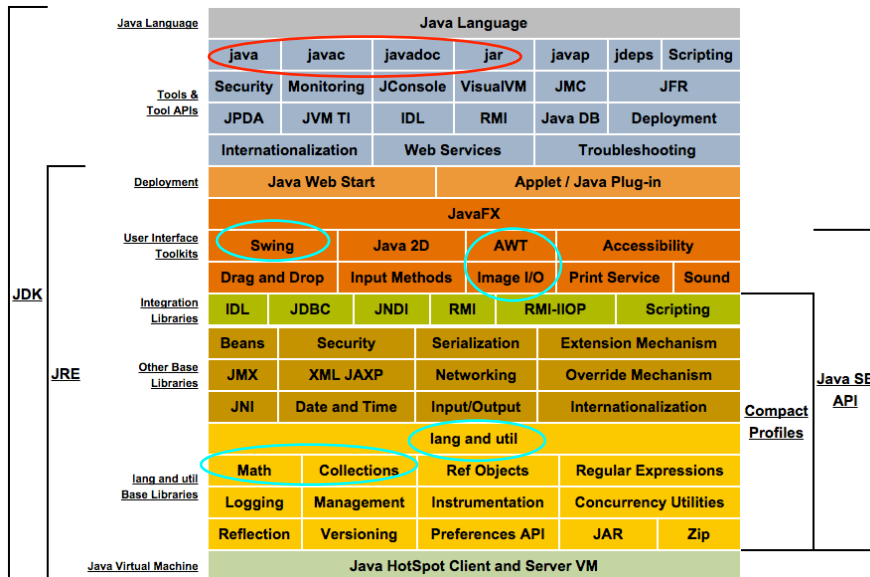 Java Language Java Language
java javac javadoc jar javap jdeps Scripting
Security Monitoring JConsole VisualVM JMC JFR
Tools &
Tool APIs
JPDA JVM TI IDL RMI Java DB Deployment
Internationalization Web Services Troubleshooting
Deployment Java Web Start Applet / Java Plug-in
JavaFX
User Interface
Toolkits
Swing Java 2D AWT Accessibility
Drag and Drop Input Methods Image I/O Print Service Sound
JDK
Integration
Libraries
IDL JDBC JNDI RMI RMI-IIOP Scripting
Beans Security Serialization Extension Mechanism
JRE
Other Base
Libraries
JMX XML JAXP Networking Override Mechanism
Java SE
API
JNI Date and Time Input/Output Internationalization
Compact
Profiles
lang and util
Math Collections Ref Objects Regular Expressions
lang and util
Base Libraries
Logging Management Instrumentation Concurrency Utilities
Reflection Versioning Preferences API JAR Zip
Java Virtual Machine Java HotSpot Client and Server VM